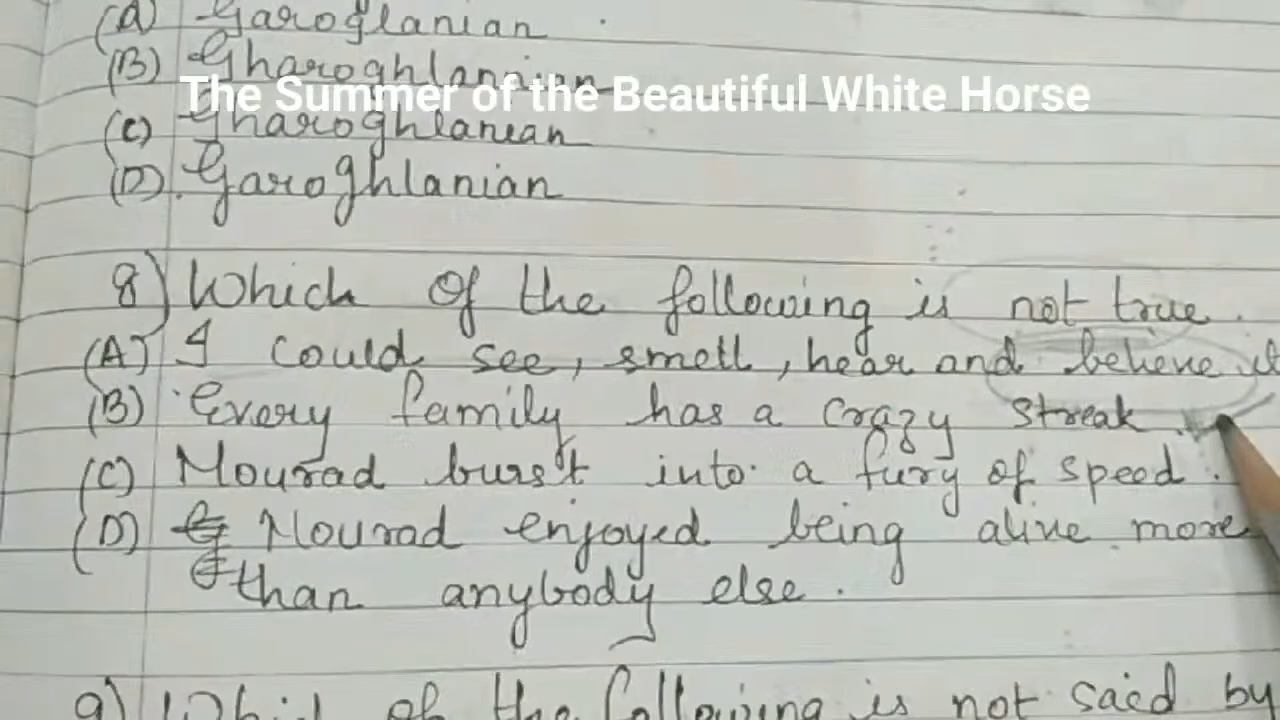 (A) Garoglanian
(B) Gharoghlannian
The Summer of the Beautiful White Horse
(C) Gharoghlanean
(D) Garoghlanian
8) Which of the following is not true.
(A) I could see, smell, hear and believe it
(B) Every family has a crazy streak.
(C) Mourad burst into a fury of speed.
(D) Mourad enjoyed being alive more
than anybody else.
9) Which of the following is not said by